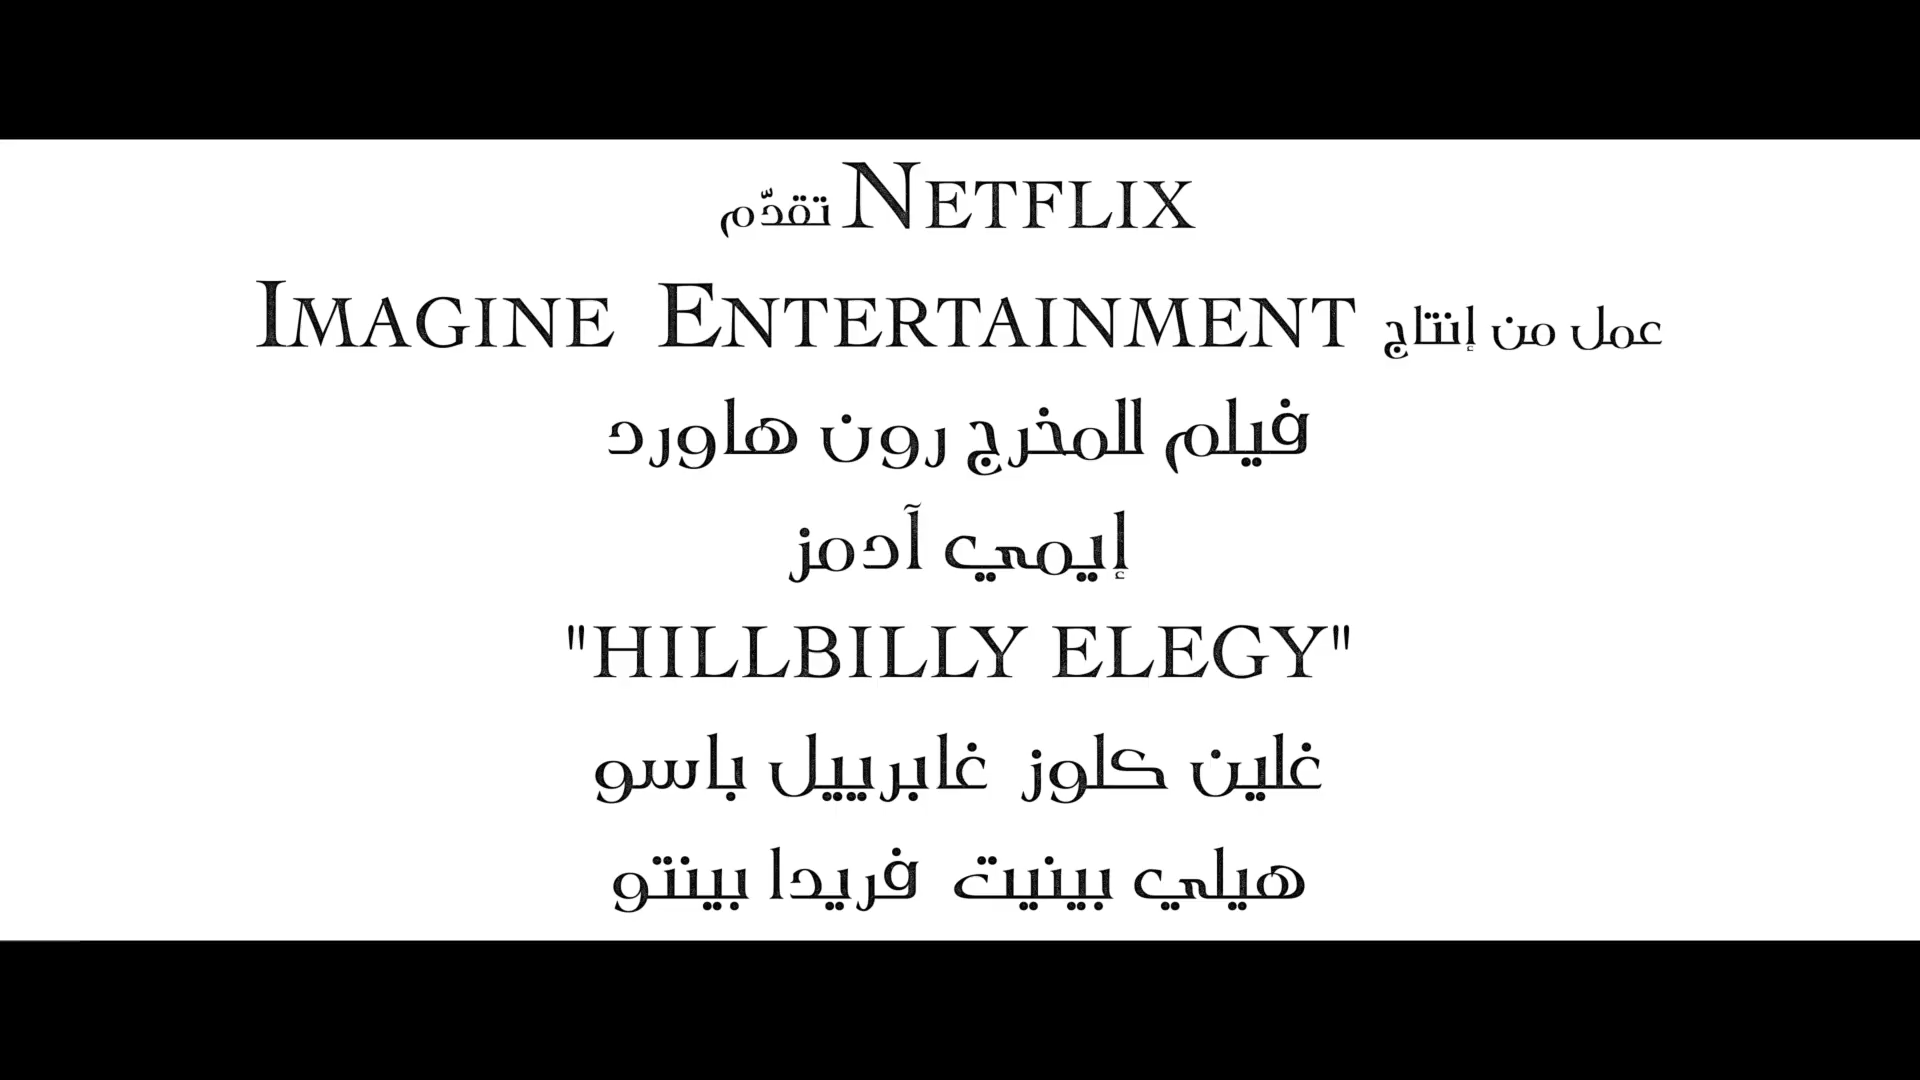 Netflix تقدّم
عمل من إنتاج Imagine Entertainment
فيلم للمخرج رون هاورد
إيمي آدمز
"HILLBILLY ELEGY"
غلين كلوز غابرييل باسو
هيلي بينيت فريدا بينتو